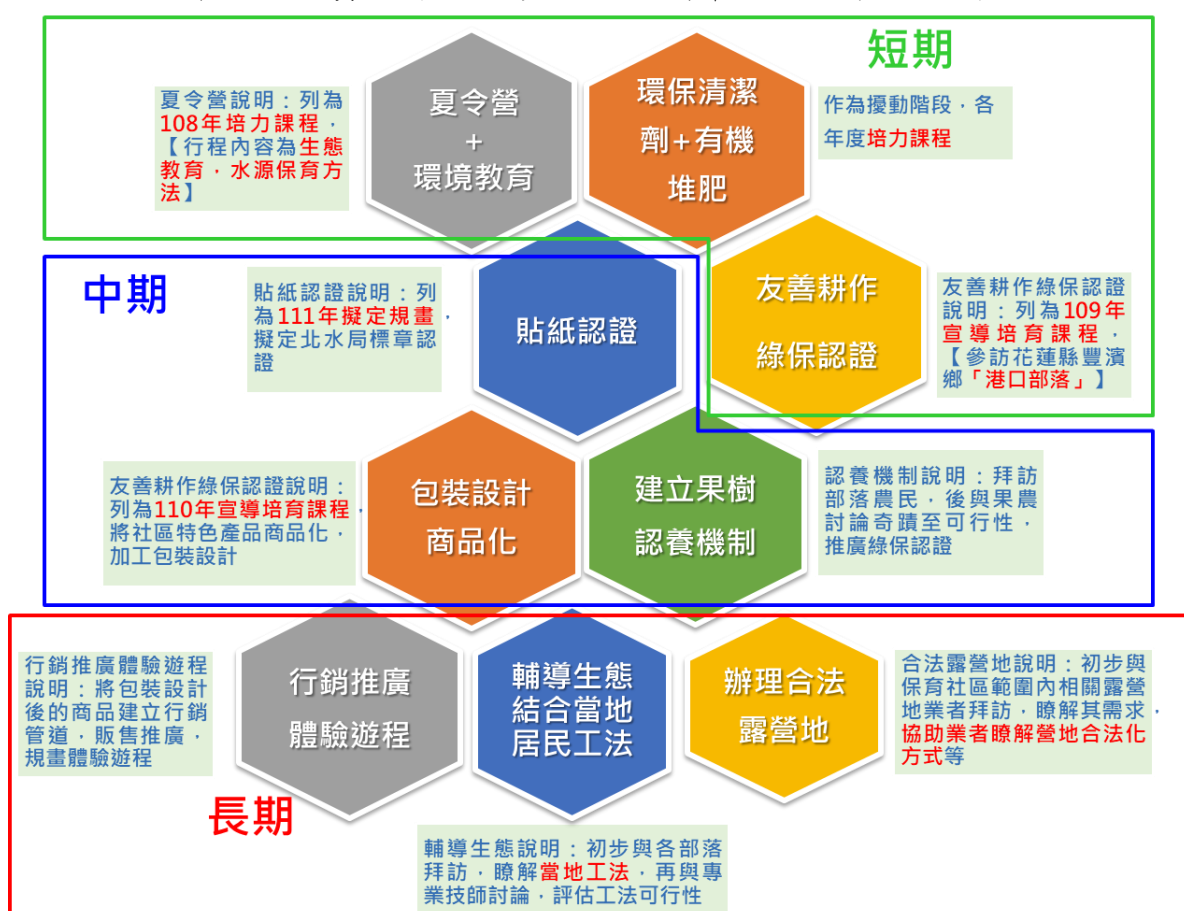 短期
夏令營說明：列為
108年培力課程，
【行程內容為生態
教育，水源保育方
法】
夏令營
+
環境教育
環保清潔
劑+有機
堆肥
作為擾動階段，各
年度培力課程
中期
貼紙認證說明：列
為111年擬定規畫，
擬定北水局標章認
證
貼紙認證
友善耕作
綠保認證
友善耕作綠保認證
說明：列為109年
宣導培育課程，
【參訪花蓮縣豐濱
鄉「港口部落」】
友善耕作綠保認證說明：
列為110年宣導培育課程，
將社區特色產品商品化，
加工包裝設計
包裝設計
商品化
建立果樹
認養機制
認養機制說明：拜訪
部落農民，後與果農
討論奇蹟至可行性，
推廣綠保認證
行銷推廣體驗遊程
說明：將包裝設計
後的商品建立行銷
管道，販售推廣，
規畫體驗遊程
行銷推廣
體驗遊程
輔導生態
結合當地
居民工法
辦理合法
露營地
合法露營地說明：初步與
保育社區範圍內相關露營
地業者拜訪，瞭解其需求，
協助業者瞭解營地合法化
方式等
長期
輔導生態說明：初步與各部落
拜訪，瞭解當地工法，再與專
業技師討論，評估工法可行性